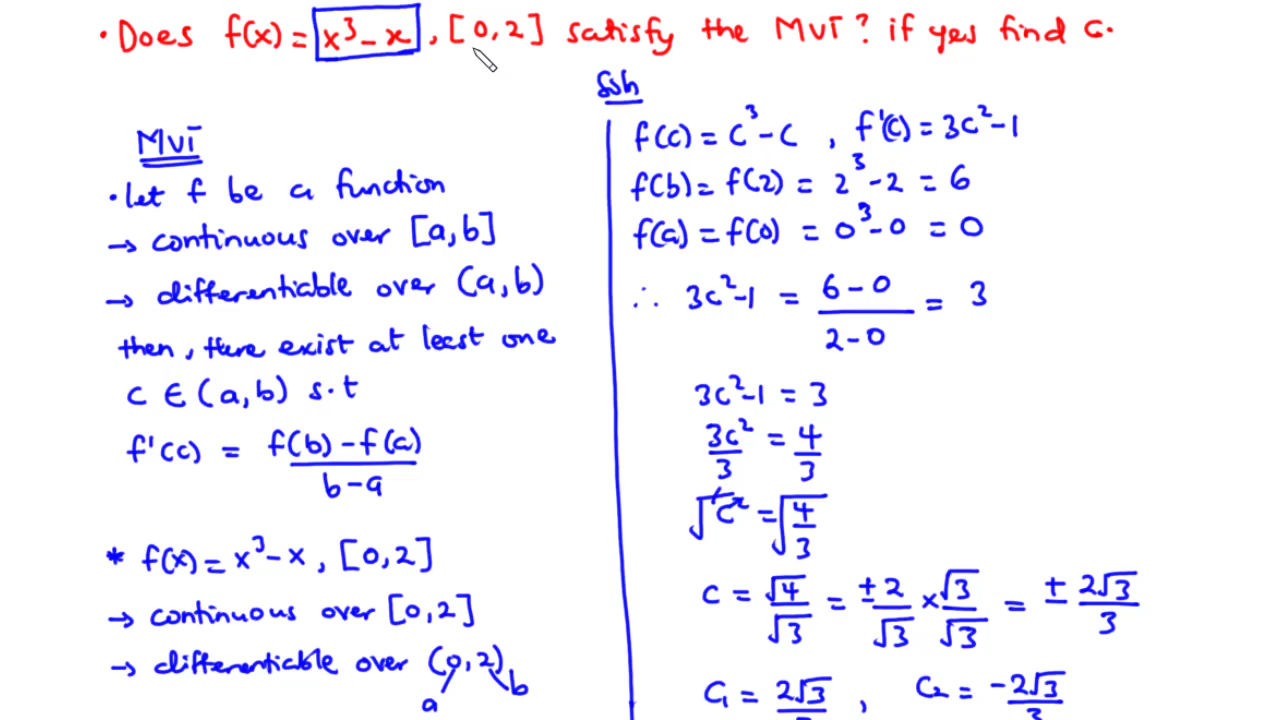 • Does f(x) = x³ - x , [0, 2] satisfy the MVT? if yes find c.
MVT
• let f be a function
→ continuous over [a, b]
→ differentiable over (a, b)
then, there exist at least one
c ∈ (a, b) s.t
f'(c) = f(b) - f(a) / b - a
* f(x) = x³ - x , [0, 2]
→ continuous over [0, 2]
→ differentiable over (0, 2)
a b
Soln
f(c) = c³ - c , f'(c) = 3c² - 1
f(b) = f(2) = 2³ - 2 = 6
f(a) = f(0) = 0³ - 0 = 0
∴ 3c² - 1 = 6 - 0 / 2 - 0 = 3
3c² - 1 = 3
3c² / 3 = 4 / 3
√c² = √4/3
c = √4 / √3 = ± 2 / √3 × √3 / √3 = ± 2√3 / 3
C₁ = 2√3 / 3 , C₂ = -2√3 / 3